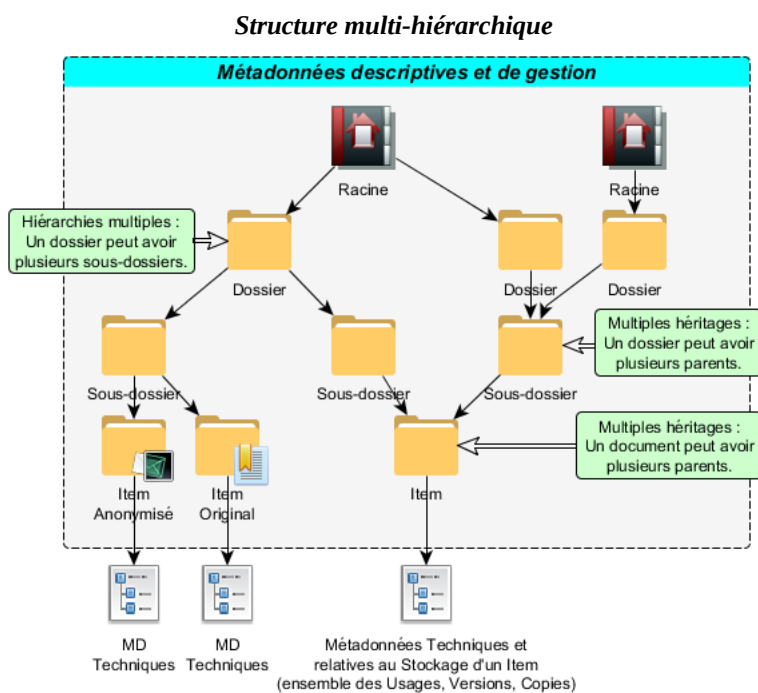 Structure multi-hiérarchique
Métadonnées descriptives et de gestion
Racine
Racine
Hiérarchies multiples :
Un dossier peut avoir
plusieurs sous-dossiers.
Dossier
Dossier
Dossier
Multiples héritages :
Un dossier peut avoir
plusieurs parents.
Sous-dossier
Sous-dossier
Sous-dossier
Multiples héritages :
Un document peut avoir
plusieurs parents.
Item
Anonymisé
Item
Original
Item
MD
Techniques
MD
Techniques
Métadonnées Techniques et
relatives au Stockage d'un Item
(ensemble des Usages, Versions, Copies)